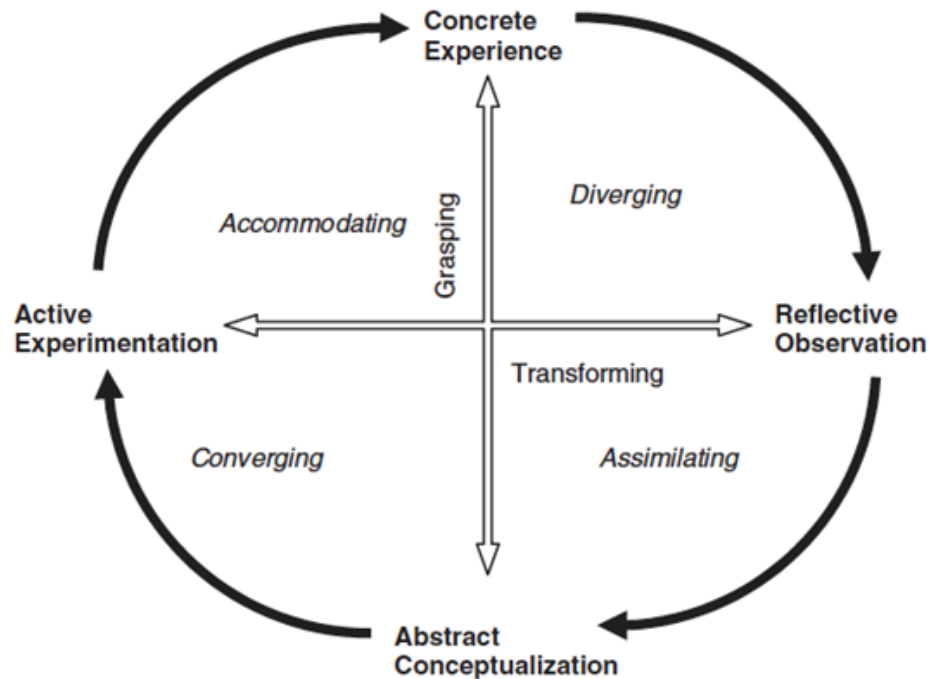 Concrete
Experience
Diverging
Accommodating
Grasping
Active
Experimentation
Reflective
Observation
Transforming
Converging
Assimilating
Abstract
Conceptualization